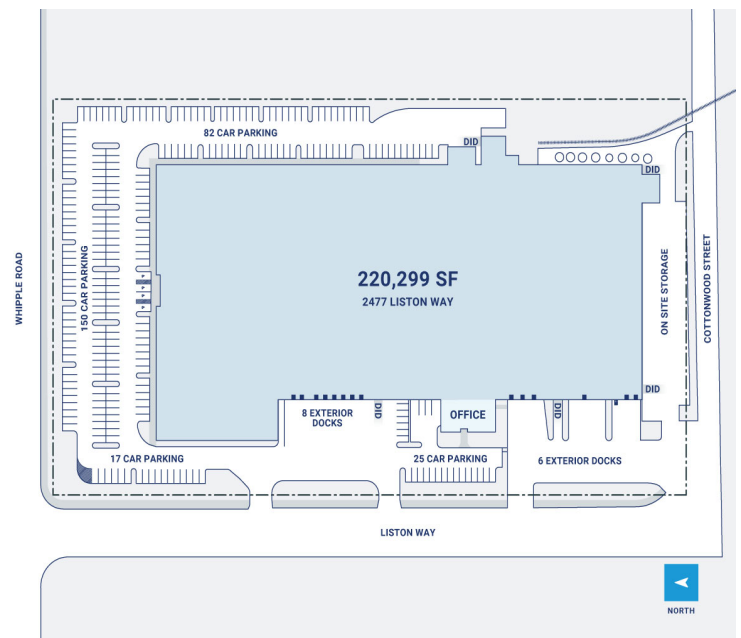 82 CAR PARKING
DID
DID
WHIPPLE ROAD
150 CAR PARKING
P
P
P
P
220,299 SF
2477 LISTON WAY
ON SITE STORAGE
COTTONWOOD STREET
DID
8 EXTERIOR
DOCKS
DID
OFFICE
DID
17 CAR PARKING
25 CAR PARKING
6 EXTERIOR DOCKS
LISTON WAY
NORTH